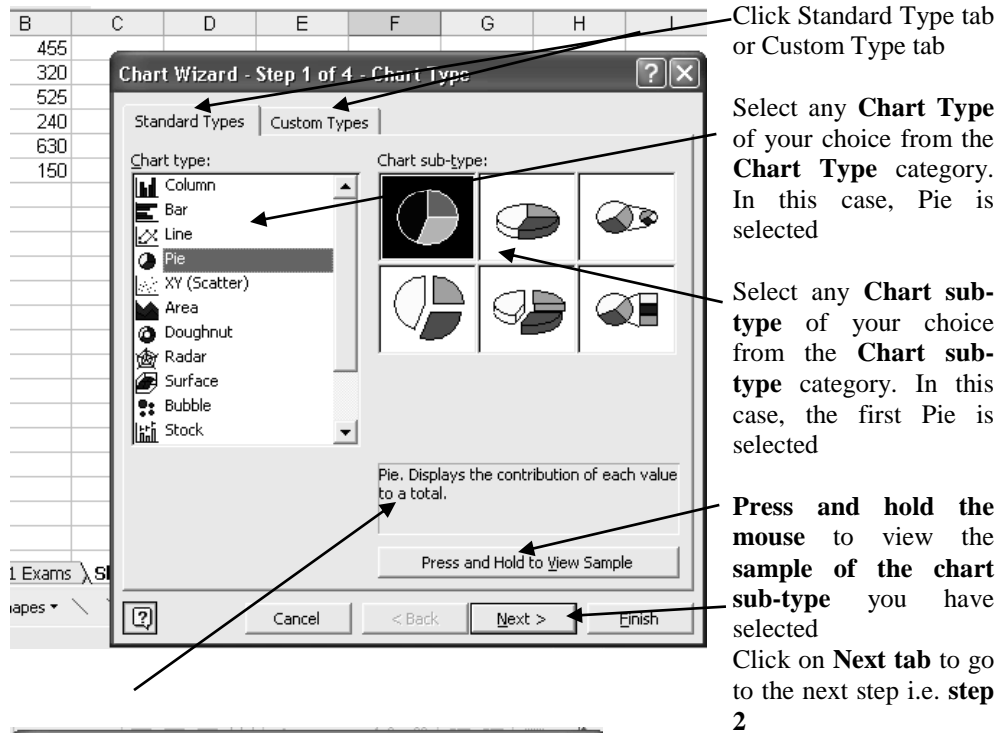 B C D E F G H I
455
320
525
240
630
150
Chart Wizard - Step 1 of 4 - Chart Type
Standard Types Custom Types
Chart type:
Column
Bar
Line
Pie
XY (Scatter)
Area
Doughnut
Radar
Surface
Bubble
Stock
Chart sub-type:
Pie. Displays the contribution of each value
to a total.
Press and Hold to View Sample
Cancel < Back Next > Finish
1 Exams
apes
Click Standard Type tab
or Custom Type tab
Select any Chart Type
of your choice from the
Chart Type category.
In this case, Pie is
selected
Select any Chart sub-
type of your choice
from the Chart sub-
type category. In this
case, the first Pie is
selected
Press and hold the
mouse to view the
sample of the chart
sub-type you have
selected
Click on Next tab to go
to the next step i.e. step
2